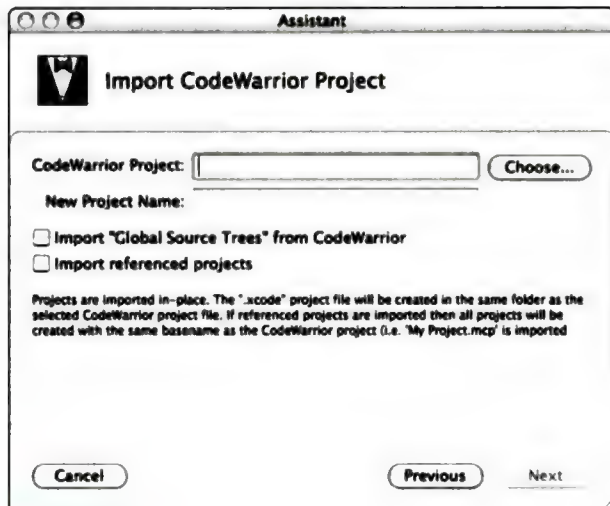 Assistant
Import CodeWarrior Project
CodeWarrior Project:
Choose...
New Project Name:
Import "Global Source Trees" from CodeWarrior
Import referenced projects
Projects are imported in-place. The ".xcode" project file will be created in the same folder as the
selected CodeWarrior project file. If referenced projects are imported then all projects will be
created with the same basename as the CodeWarrior project (i.e. 'My Project.mcp' is imported
Cancel
Previous
Next